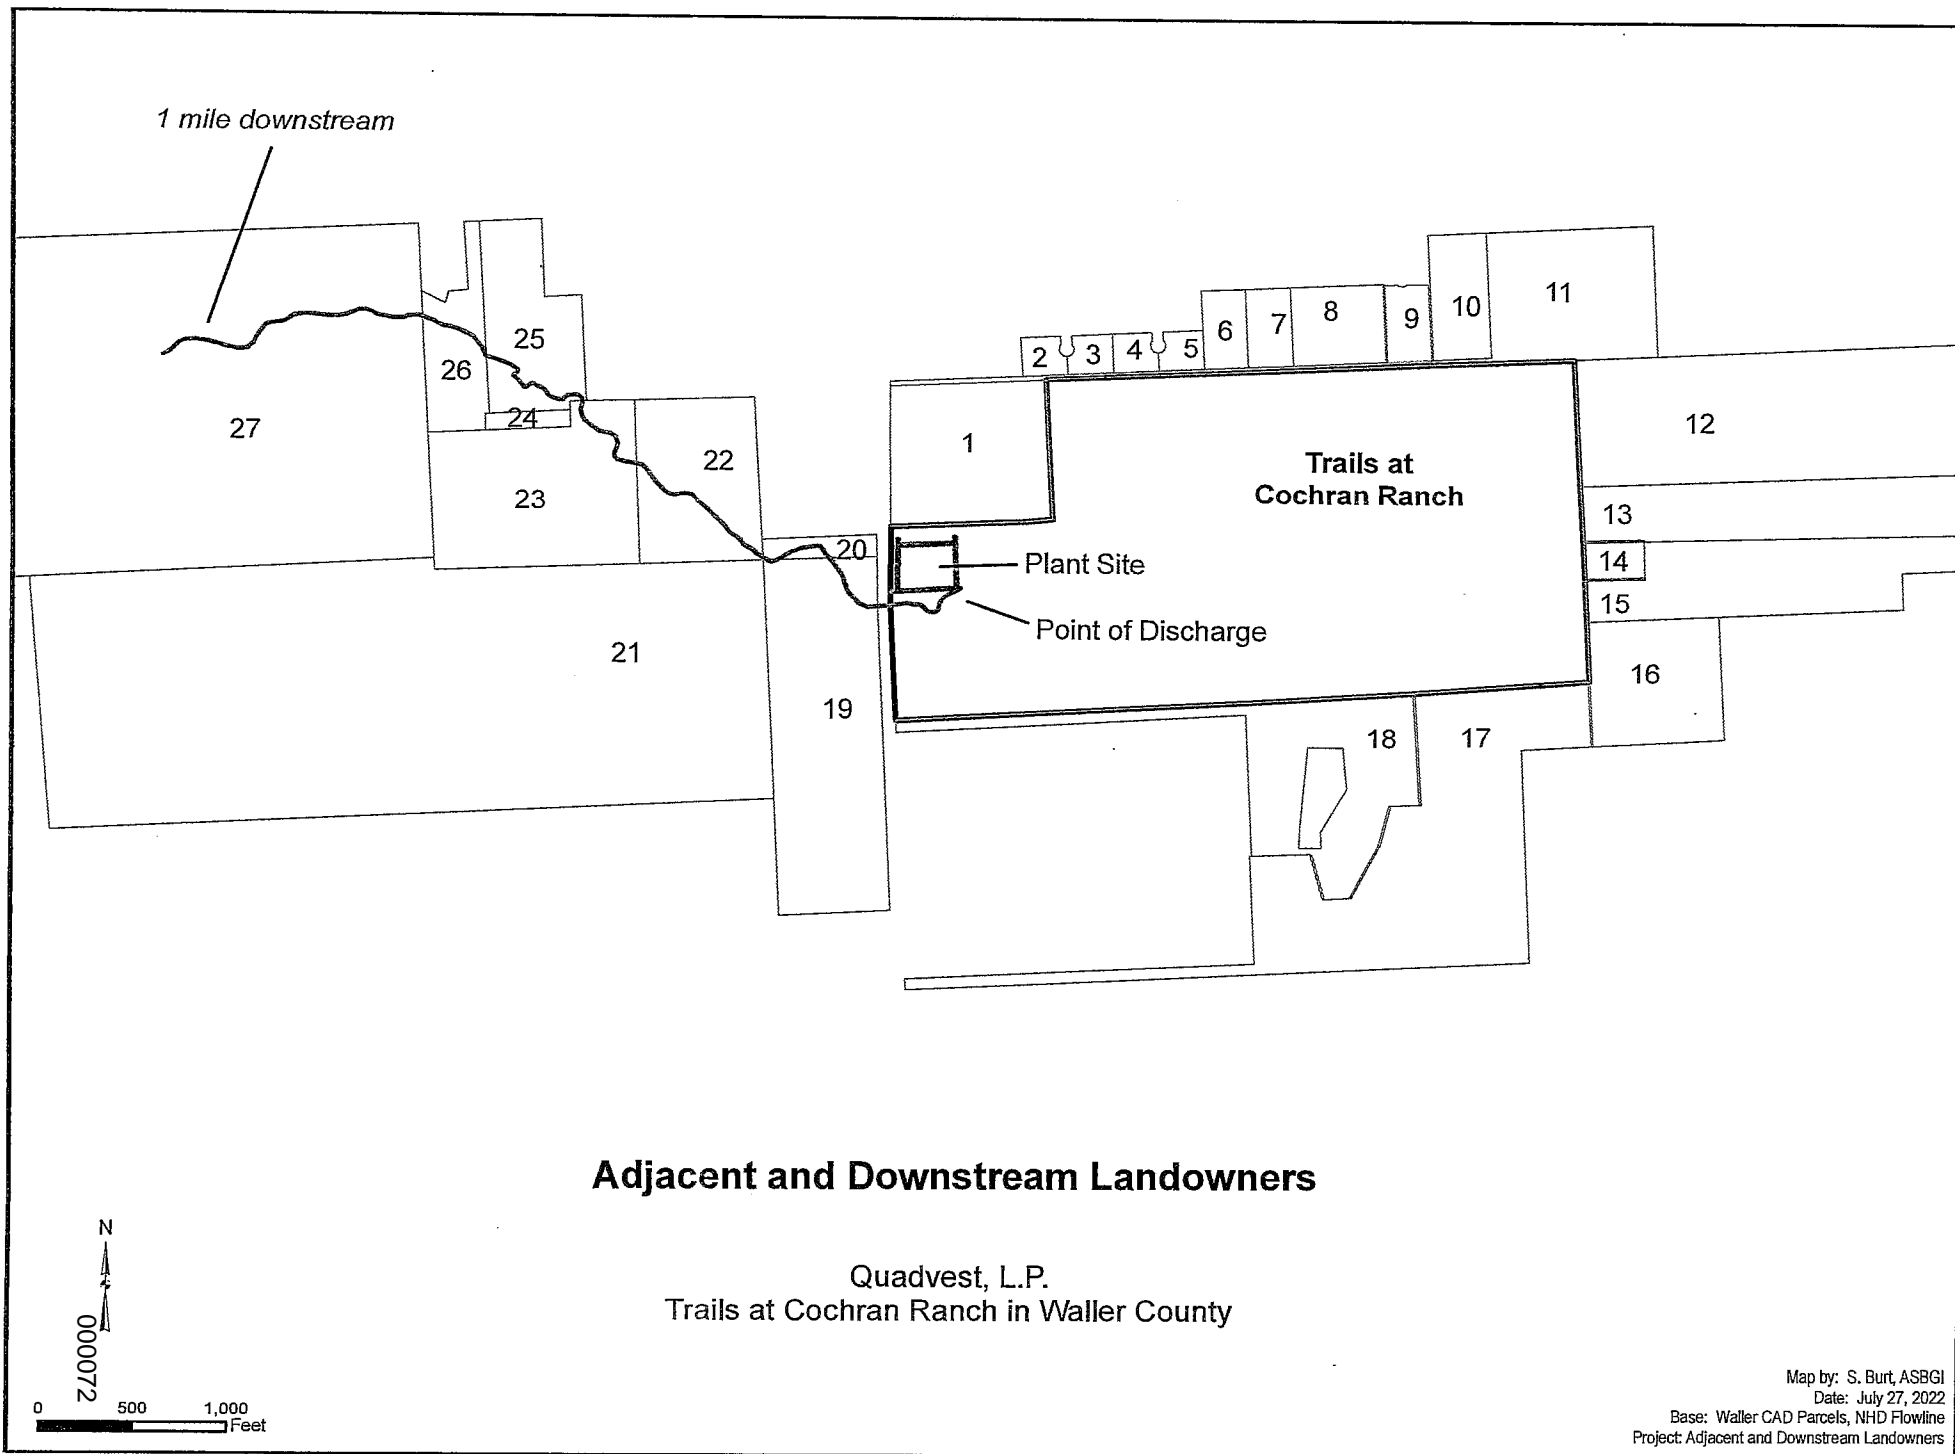 1 mile downstream
11
10
8
9
7
6
5
4
3
2
25
26
24
27
12
1
22
Trails at
Cochran Ranch
23
13
20
Plant Site
14
15
Point of Discharge
21
16
19
18
17
Adjacent and Downstream Landowners
Quadvest, L.P.
Trails at Cochran Ranch in Waller County
N
000072
0 500 1,000
Feet
Map by: S. Burt, ASBGI
Date: July 27, 2022
Base: Waller CAD Parcels, NHD Flowline
Project: Adjacent and Downstream Landowners